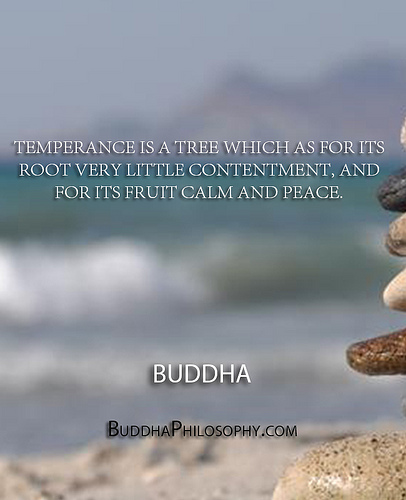 TEMPERANCE IS A TREE WHICH AS FOR ITS
ROOT VERY LITTLE CONTENTMENT, AND
FOR ITS FRUIT CALM AND PEACE.
BUDDHA
BUDDHAPHILOSOPHY.COM